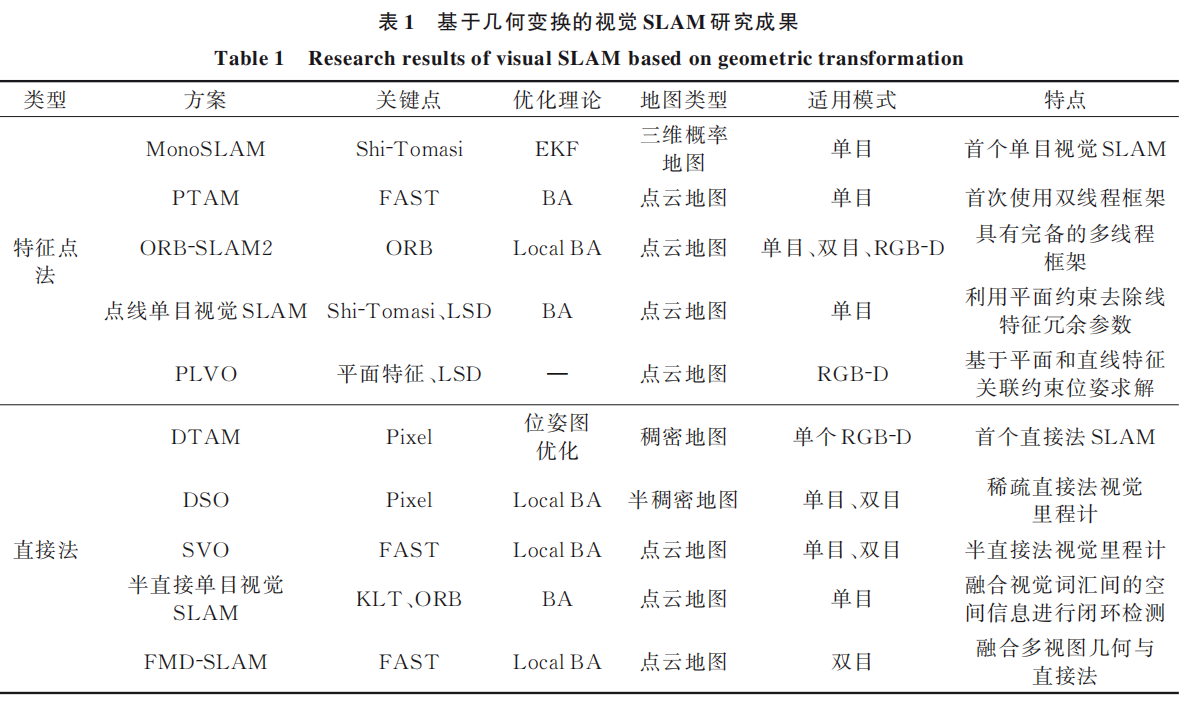 表 1 基于几何变换的视觉 SLAM 研究成果
Table 1 Research results of visual SLAM based on geometric transformation
类型 方案 关键点 优化理论 地图类型 适用模式 特点
特征点法
MonoSLAM Shi-Tomasi EKF 三维概率地图 单目 首个单目视觉 SLAM
PTAM FAST BA 点云地图 单目 首次使用双线程框架
ORB-SLAM2 ORB Local BA 点云地图 单目、双目、RGB-D 具有完备的多线程框架
点线单目视觉 SLAM Shi-Tomasi、LSD BA 点云地图 单目 利用平面约束去除线特征冗余参数
PLVO 平面特征、LSD — 点云地图 RGB-D 基于平面和直线特征关联约束位姿求解
直接法
DTAM Pixel 位姿图优化 稠密地图 单个 RGB-D 首个直接法 SLAM
DSO Pixel Local BA 半稠密地图 单目、双目 稀疏直接法视觉里程计
SVO FAST Local BA 点云地图 单目、双目 半直接法视觉里程计
半直接单目视觉 SLAM KLT、ORB BA 点云地图 单目 融合视觉词汇间的空间信息进行闭环检测
FMD-SLAM FAST Local BA 点云地图 双目 融合多视图几何与直接法